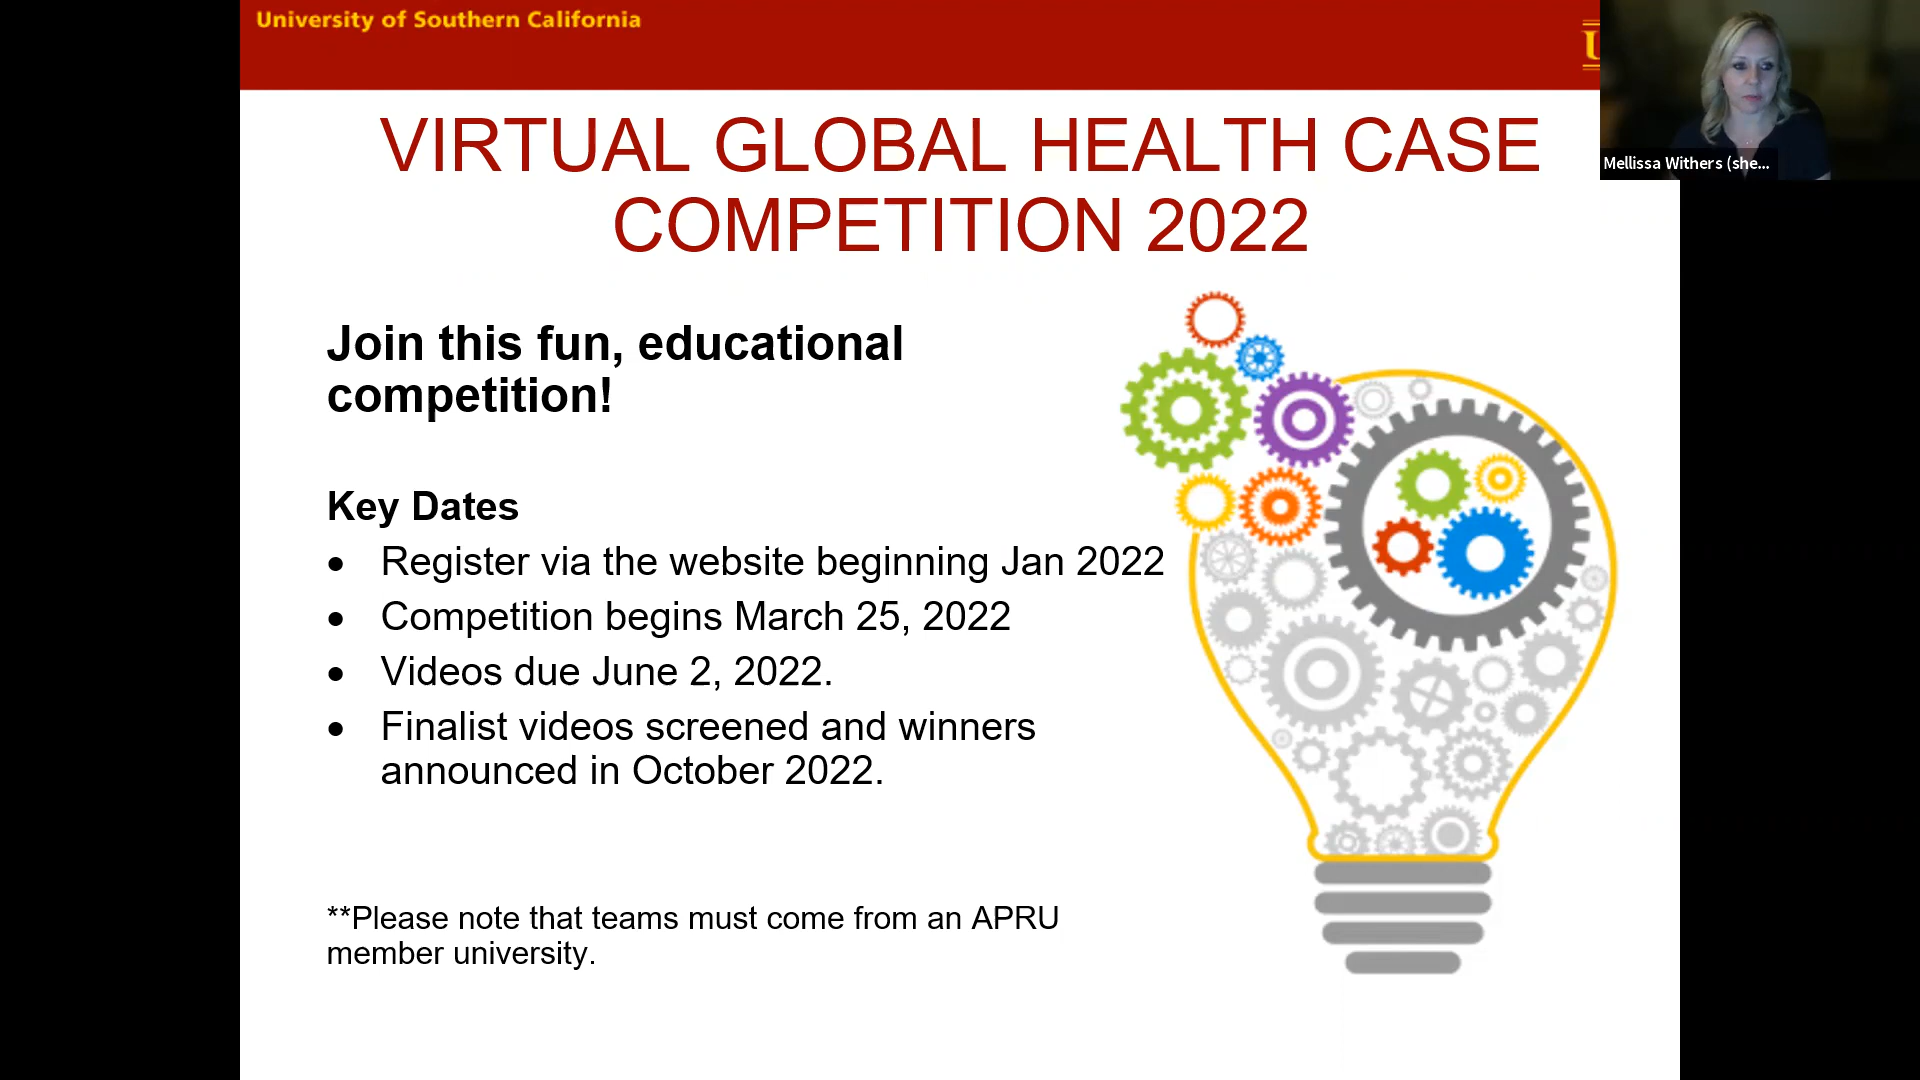 University of Southern California
VIRTUAL GLOBAL HEALTH CASE
COMPETITION 2022
Mellissa Withers (she...
Join this fun, educational
competition!
Key Dates
• Register via the website beginning Jan 2022
• Competition begins March 25, 2022
• Videos due June 2, 2022.
• Finalist videos screened and winners
announced in October 2022.
**Please note that teams must come from an APRU
member university.